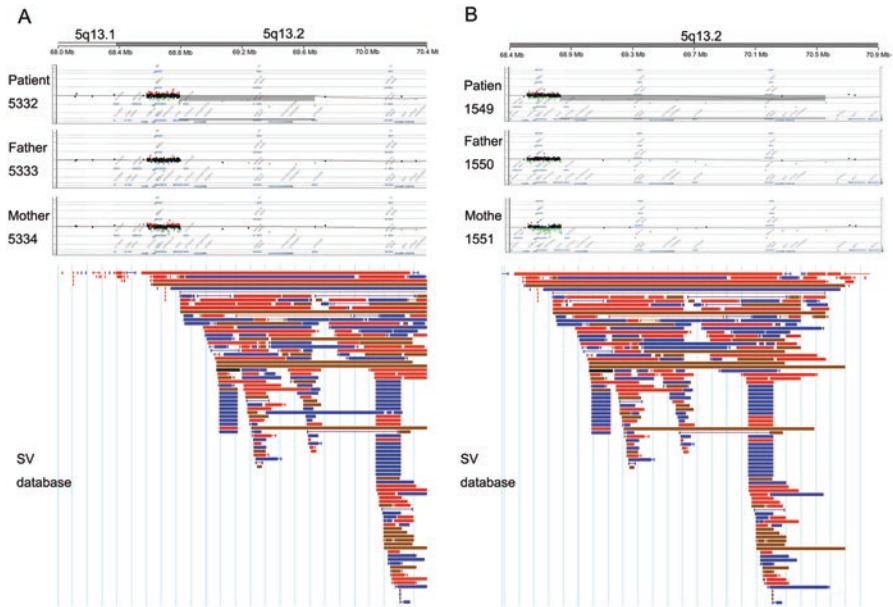 A
5q13.1
5q13.2
68.0 Mb
68.4 Mb
68.8 Mb
69.2 Mb
69.6 Mb
70.0 Mb
70.4 Mb
Patient
5332
Father
5333
Mother
5334
SV
database
B
5q13.2
68.4 Mb
68.9 Mb
69.3 Mb
69.7 Mb
70.1 Mb
70.5 Mb
70.9 Mb
Patien
1549
Father
1550
Mothe
1551
SV
database